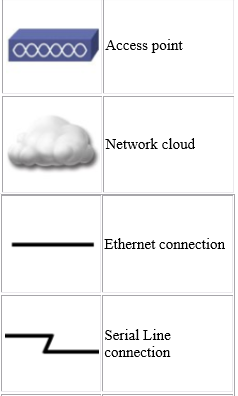 Access point
Network cloud
Ethernet connection
Serial Line
connection